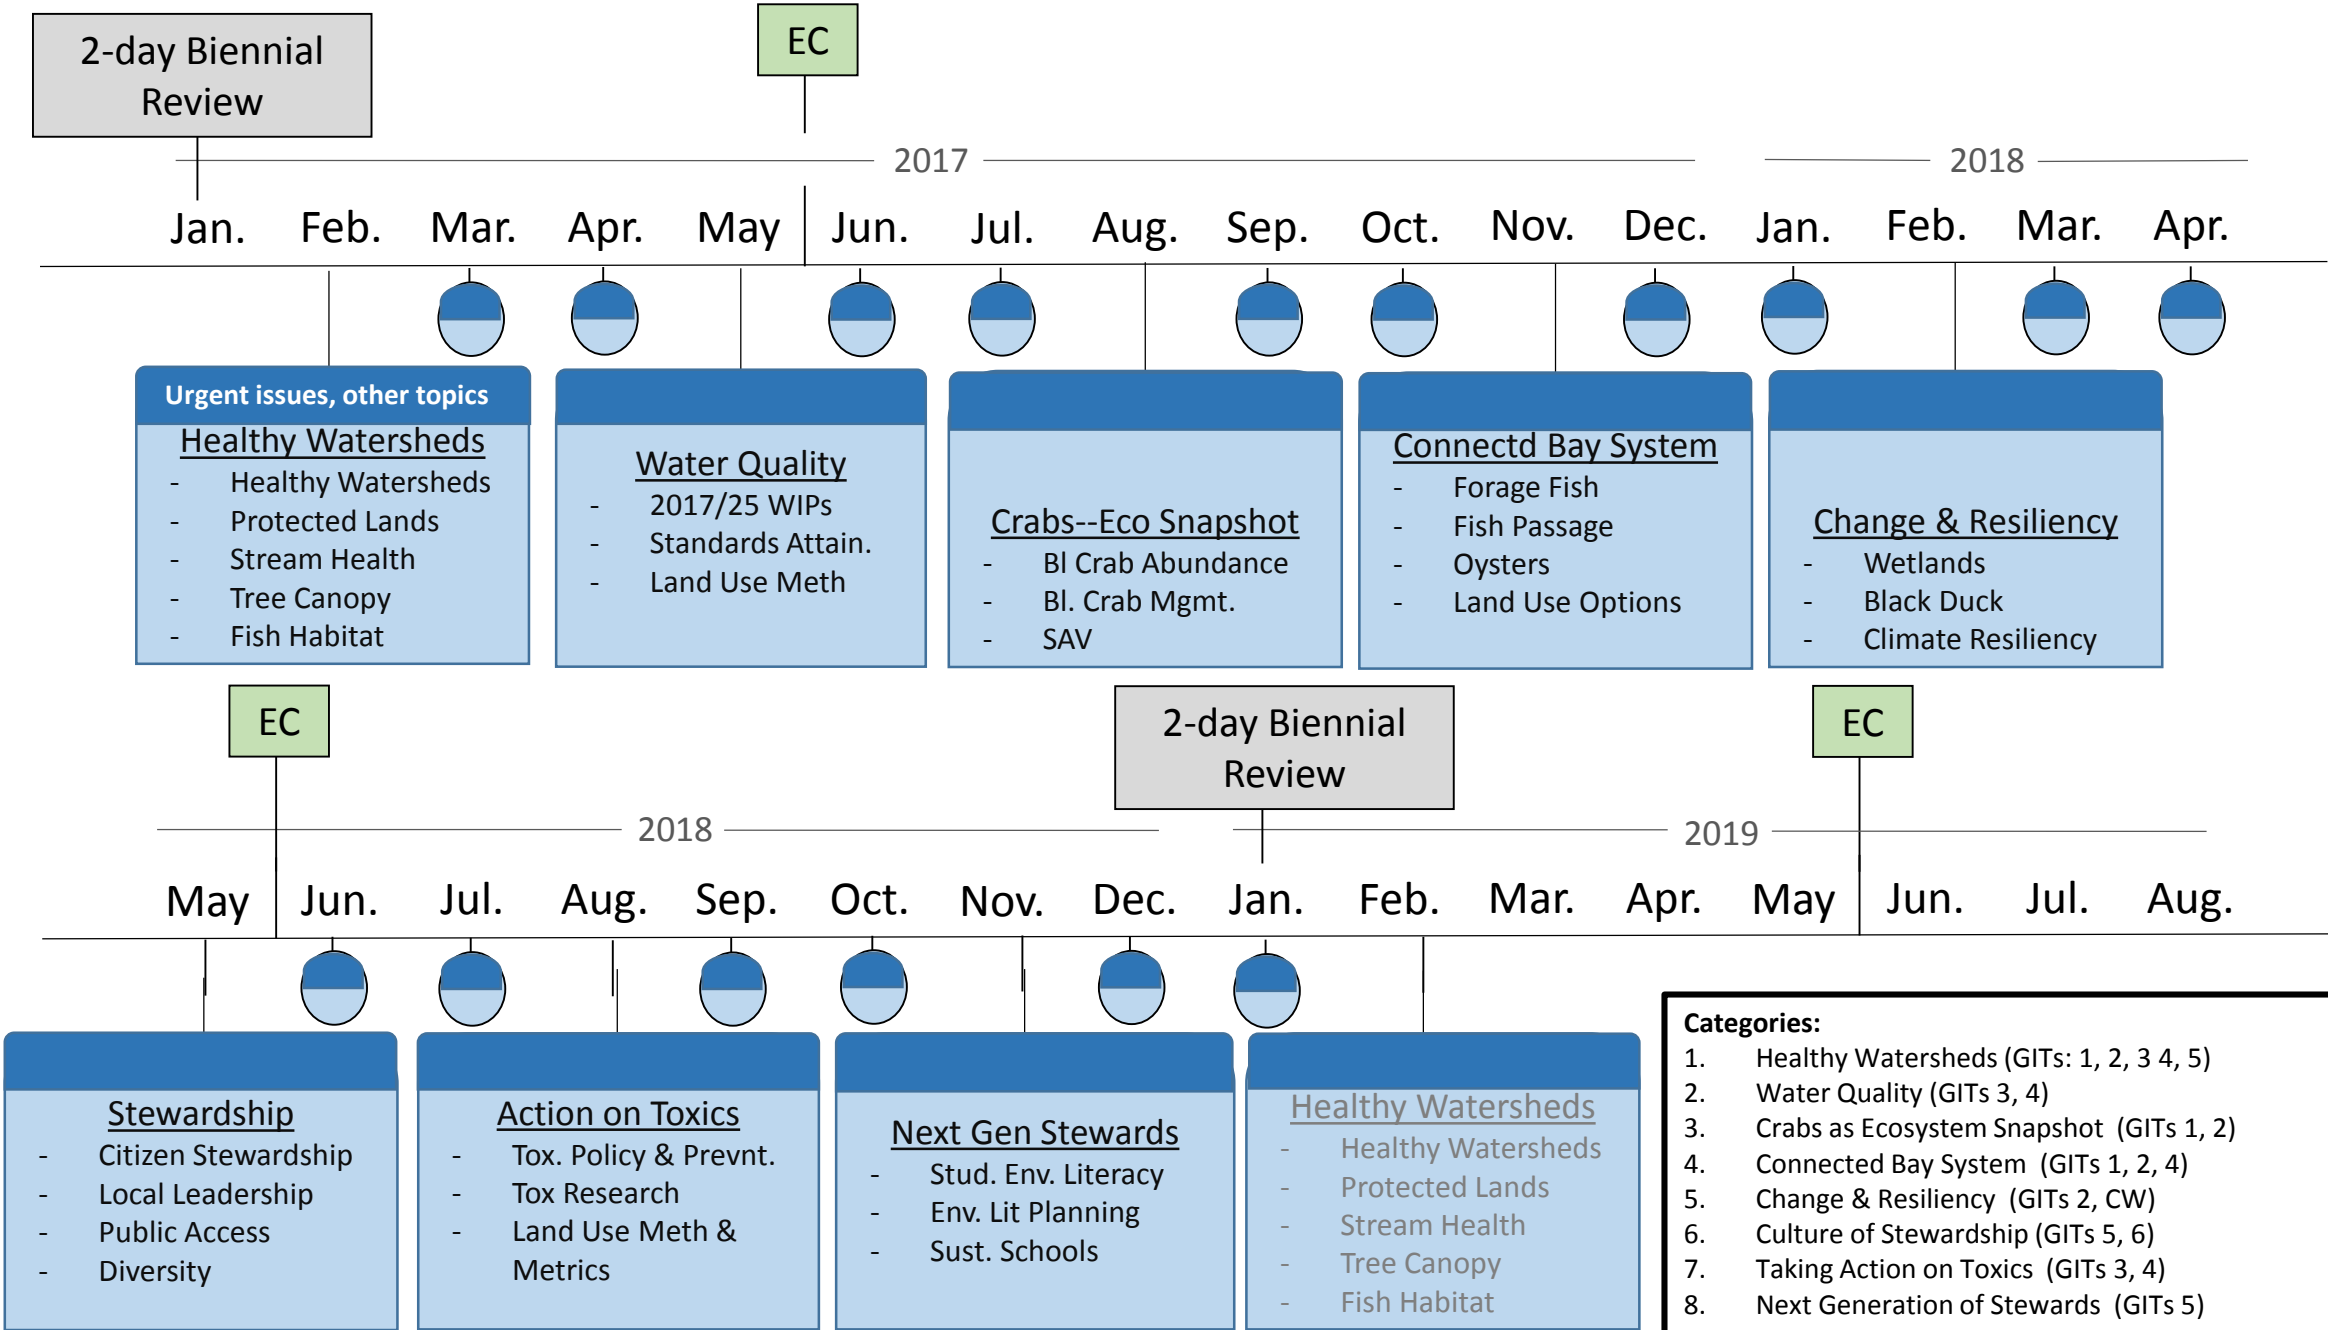 2-day Biennial
Review
EC
2017
2018
Jan. Feb. Mar. Apr. May Jun. Jul. Aug. Sep. Oct. Nov. Dec. Jan. Feb. Mar. Apr.
Urgent issues, other topics
Healthy Watersheds
- Healthy Watersheds
- Protected Lands
- Stream Health
- Tree Canopy
- Fish Habitat
Water Quality
- 2017/25 WIPs
- Standards Attain.
- Land Use Meth
Crabs--Eco Snapshot
- Bl Crab Abundance
- Bl. Crab Mgmt.
- SAV
Connectd Bay System
- Forage Fish
- Fish Passage
- Oysters
- Land Use Options
Change & Resiliency
- Wetlands
- Black Duck
- Climate Resiliency
EC
2-day Biennial
Review
EC
2018
2019
May Jun. Jul. Aug. Sep. Oct. Nov. Dec. Jan. Feb. Mar. Apr. May Jun. Jul. Aug.
Stewardship
- Citizen Stewardship
- Local Leadership
- Public Access
- Diversity
Action on Toxics
- Tox. Policy & Prevnt.
- Tox Research
- Land Use Meth &
Metrics
Next Gen Stewards
- Stud. Env. Literacy
- Env. Lit Planning
- Sust. Schools
Healthy Watersheds
- Healthy Watersheds
- Protected Lands
- Stream Health
- Tree Canopy
- Fish Habitat
Categories:
1. Healthy Watersheds (GITs: 1, 2, 3 4, 5)
2. Water Quality (GITs 3, 4)
3. Crabs as Ecosystem Snapshot (GITs 1, 2)
4. Connected Bay System (GITs 1, 2, 4)
5. Change & Resiliency (GITs 2, CW)
6. Culture of Stewardship (GITs 5, 6)
7. Taking Action on Toxics (GITs 3, 4)
8. Next Generation of Stewards (GITs 5)